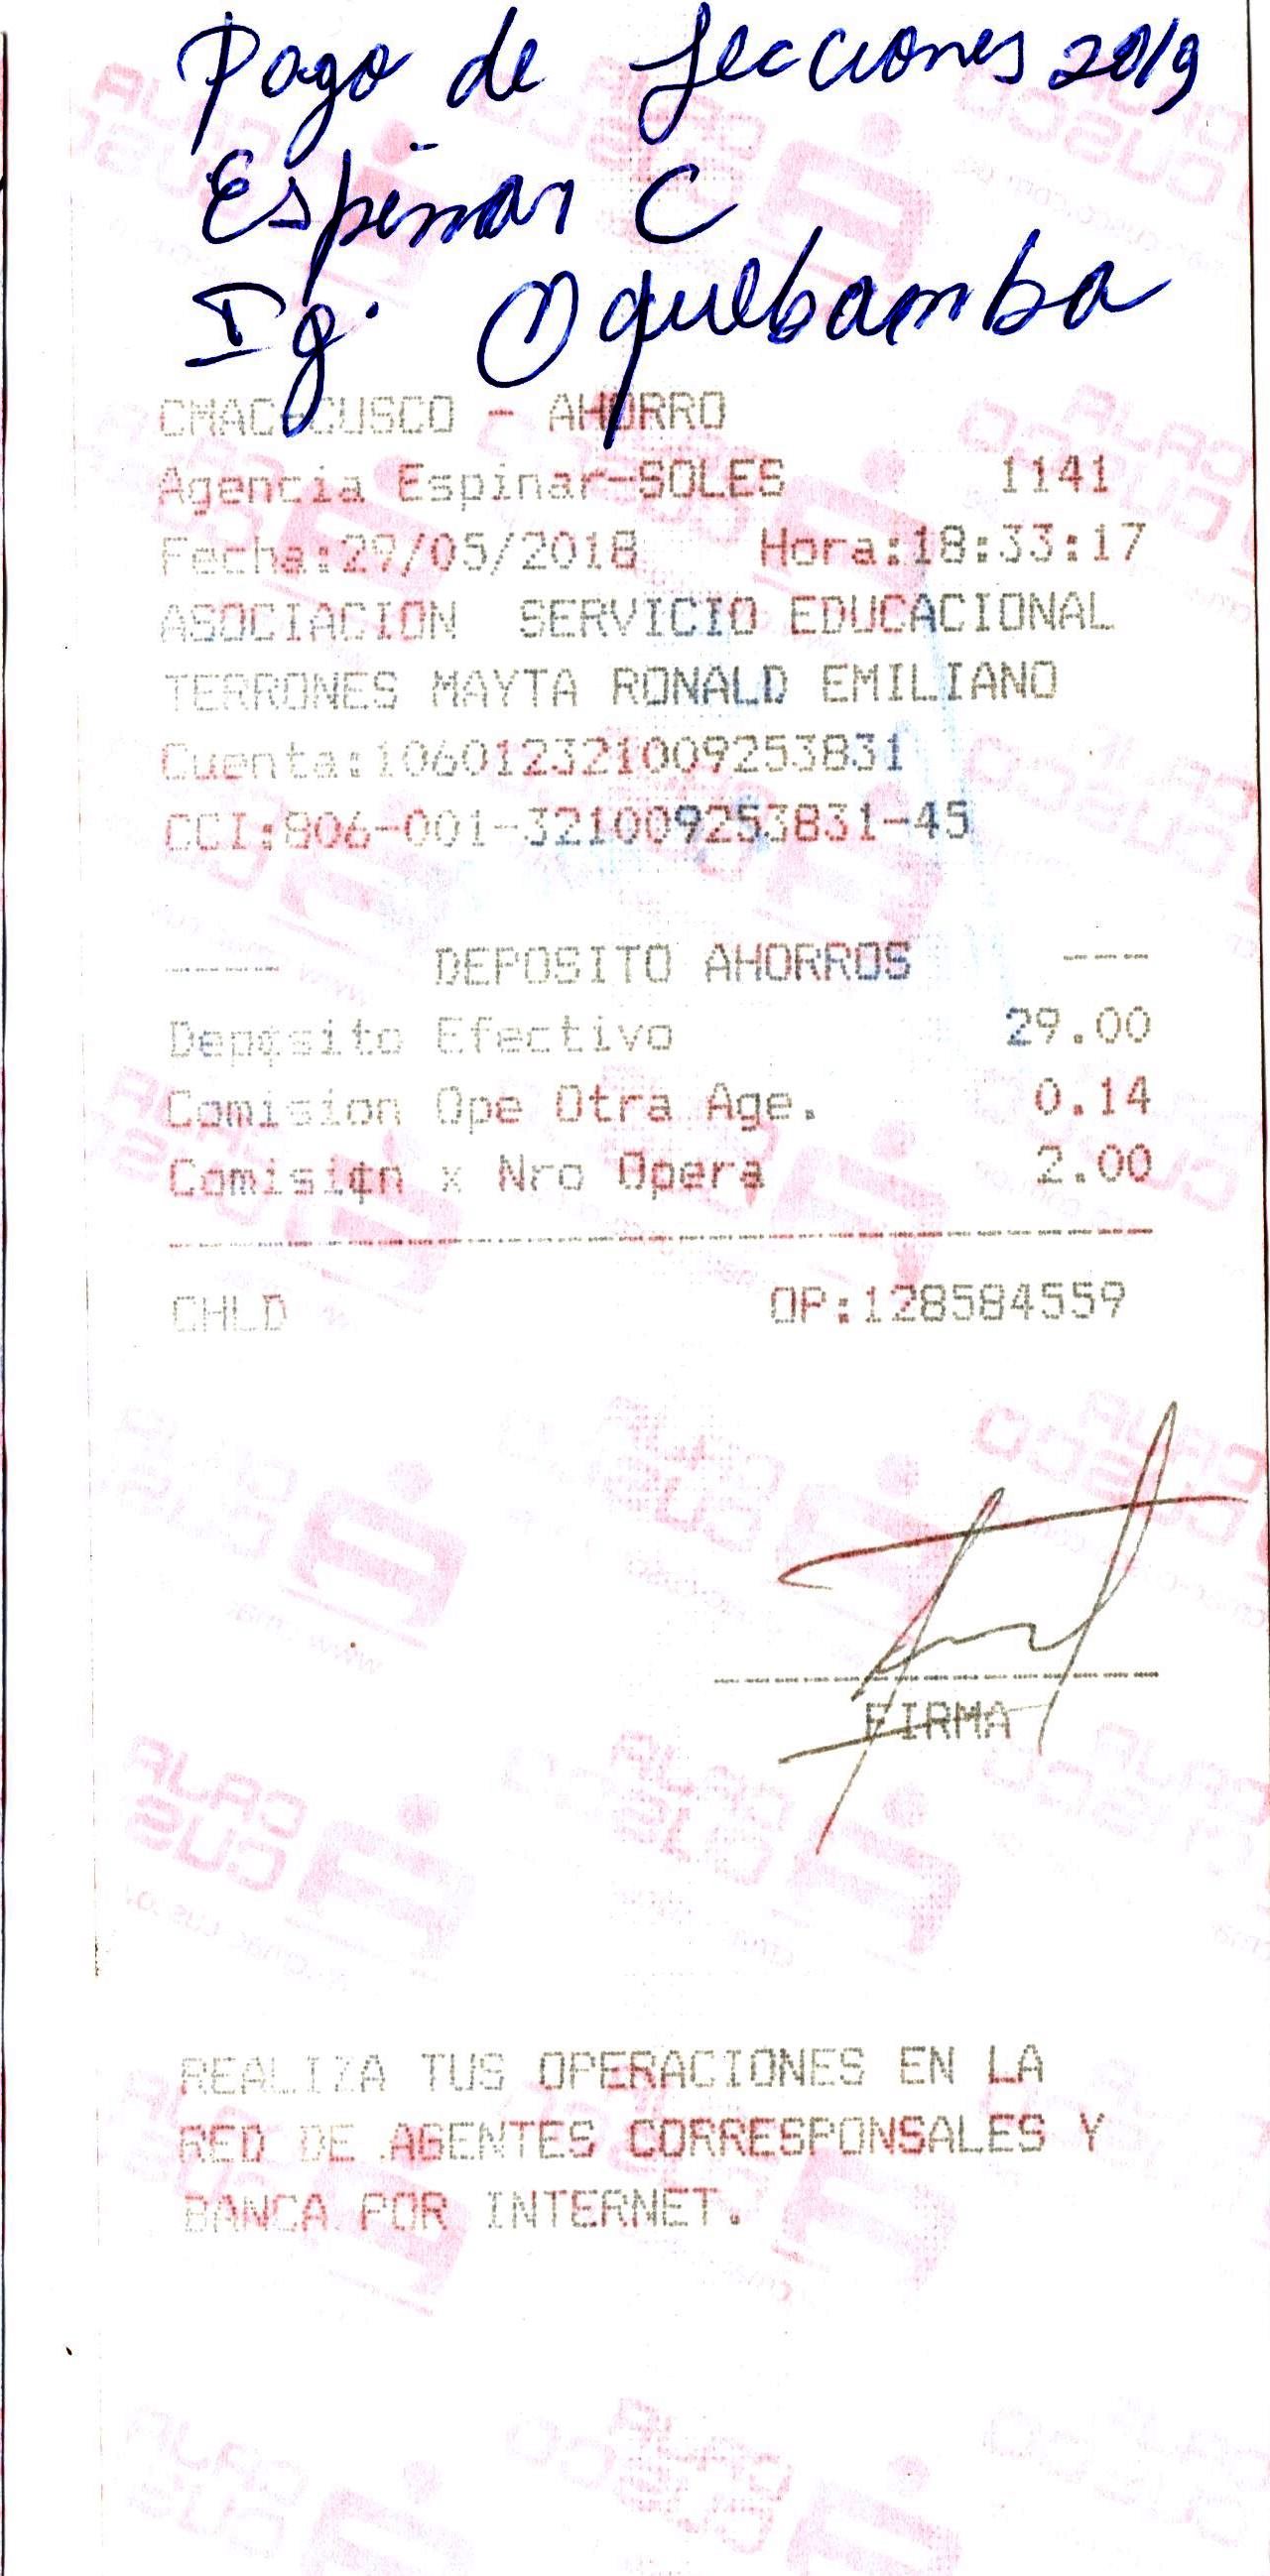 Pago de Lecciones 2019
Espinar C
Ig. Oquebamba
CMAC-CUSCO - AHORRO
Agencia Espinar-SOLES 1141
Fecha:29/05/2018 Hora:18:33:17
ASOCIACION SERVICIO EDUCACIONAL
TERRONES MAYTA RONALD EMILIANO
Cuenta:106012321009253831
CCI:806-001-321009253831-45
------- DEPOSITO AHORROS ---
Deposito Efectivo 29.00
Comision Ope Otra Age. 0.14
Comision x Nro Opera 2.00
CHLD OP:128584559
FIRMA
REALIZA TUS OPERACIONES EN LA
RED DE AGENTES CORRESPONSALES Y
BANCA POR INTERNET.